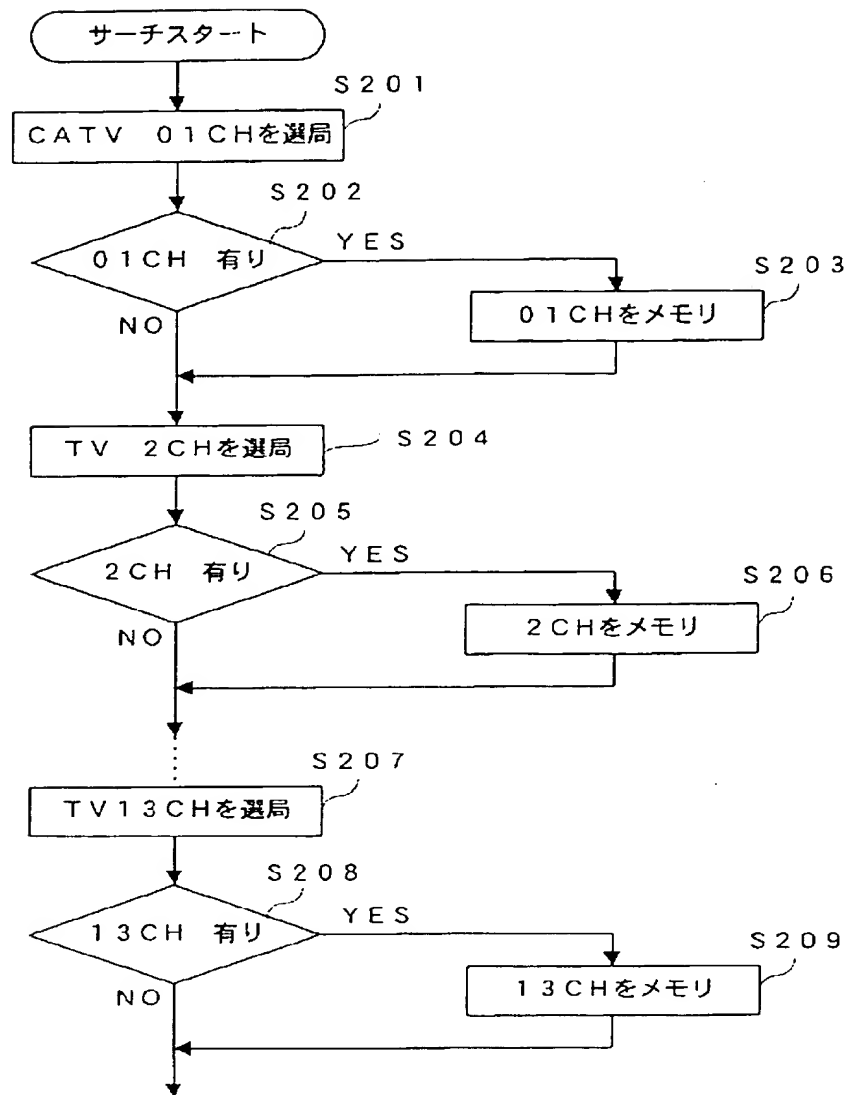 サーチスタート
S201
CATV 01CHを選局
S202
01CH 有り
YES
S203
01CHをメモリ
NO
TV 2CHを選局
S204
S205
2CH 有り
YES
S206
2CHをメモリ
NO
S207
TV13CHを選局
S208
13CH 有り
YES
S209
13CHをメモリ
NO